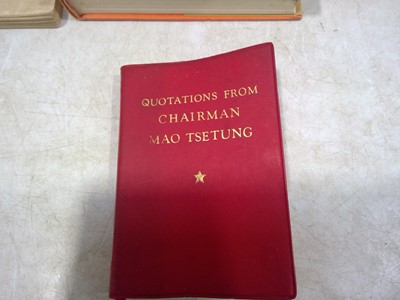 QUOTATIONS FROM
CHAIRMAN
MAO TSETUNG